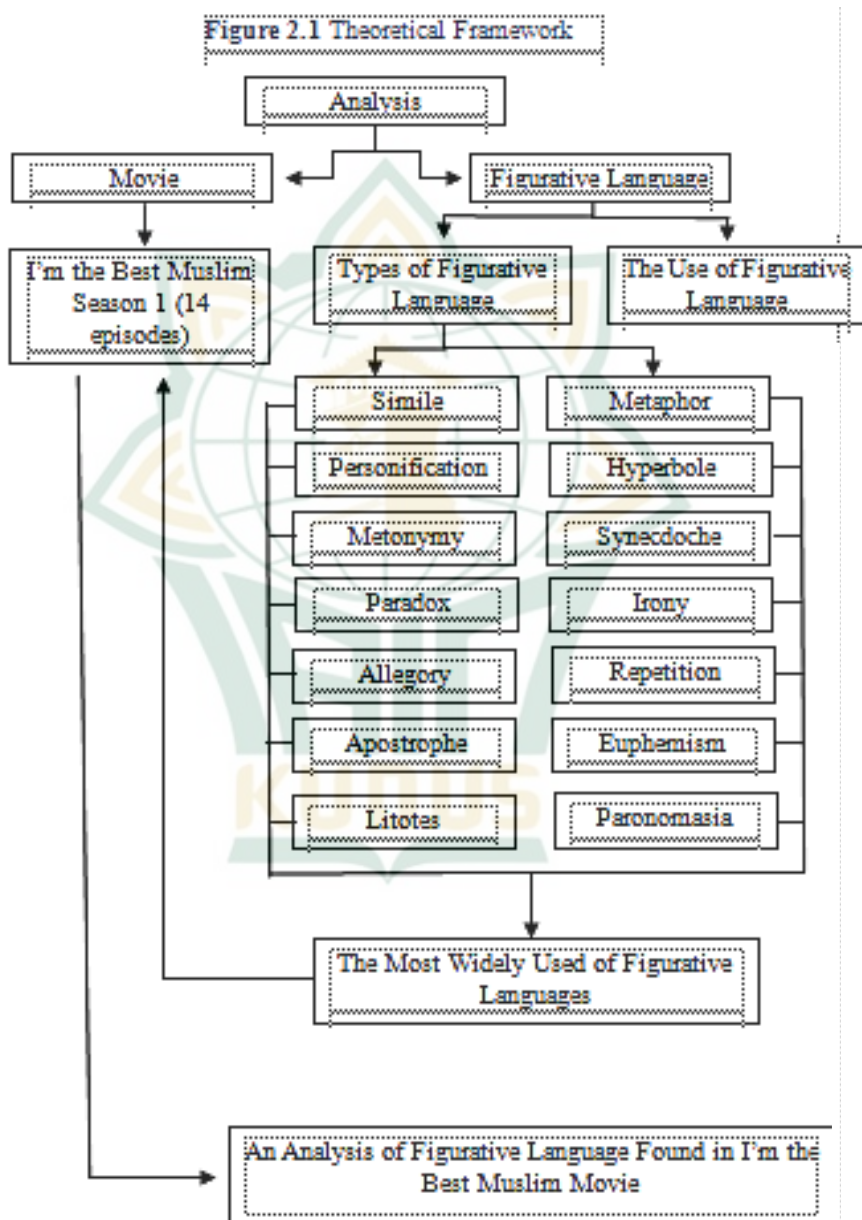 Figure 2.1 Theoretical Framework
Analysis
Movie
Figurative Language
I'm the Best Muslim
Season 1 (14
episodes)
Types of Figurative
Language
The Use of Figurative
Language
Simile
Metaphor
Personification
Hyperbole
Metonymy
Synecdoche
Paradox
Irony
Allegory
Repetition
Apostrophe
Euphemism
Litotes
Paronomasia
KUDUS
The Most Widely Used of Figurative
Languages
An Analysis of Figurative Language Found in I'm the
Best Muslim Movie